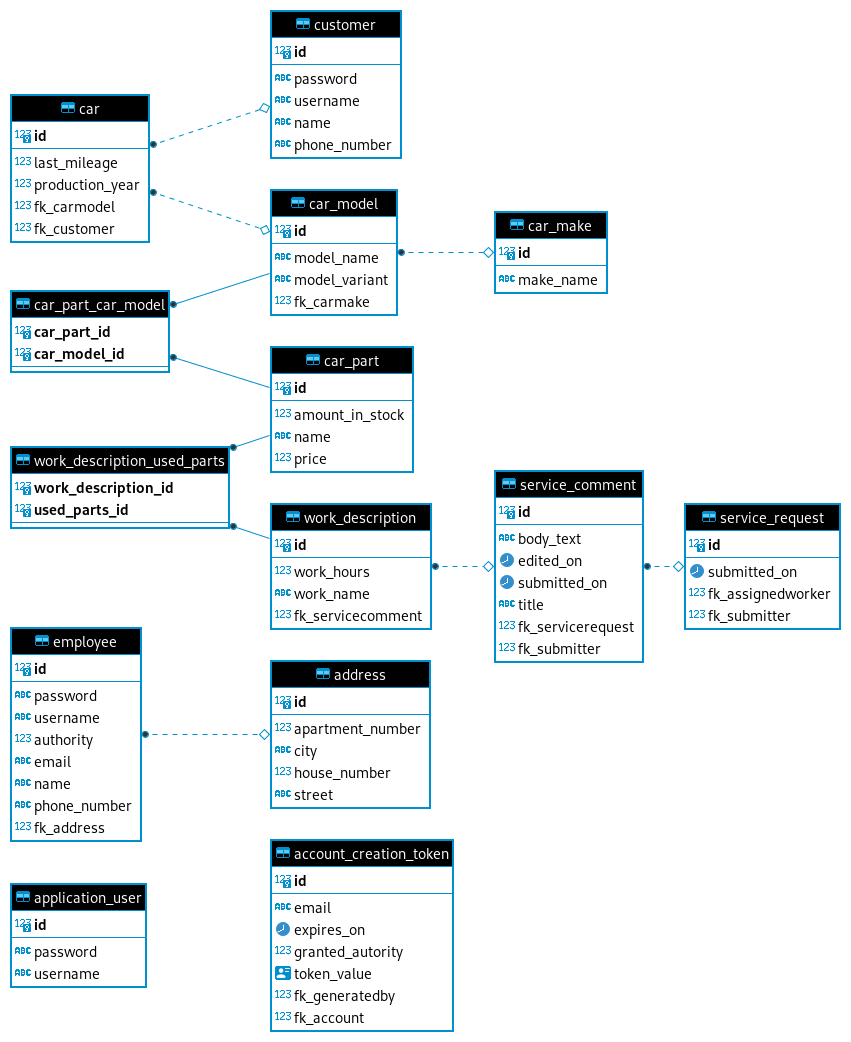 customer
123 id
ABC password
ABC username
ABC name
ABC phone_number
car
123 id
123 last_mileage
123 production_year
123 fk_carmodel
123 fk_customer
car_model
123 id
ABC model_name
ABC model_variant
123 fk_carmake
car_make
123 id
ABC make_name
car_part_car_model
123 car_part_id
123 car_model_id
car_part
123 id
123 amount_in_stock
ABC name
123 price
work_description_used_parts
123 work_description_id
123 used_parts_id
work_description
123 id
123 work_hours
ABC work_name
123 fk_servicecomment
service_comment
123 id
ABC body_text
edited_on
submitted_on
ABC title
123 fk_servicerequest
123 fk_submitter
service_request
123 id
submitted_on
123 fk_assignedworker
123 fk_submitter
employee
123 id
ABC password
ABC username
123 authority
ABC email
ABC name
ABC phone_number
123 fk_address
address
123 id
123 apartment_number
ABC city
123 house_number
ABC street
application_user
123 id
ABC password
ABC username
account_creation_token
123 id
ABC email
expires_on
123 granted_autority
token_value
123 fk_generatedby
123 fk_account